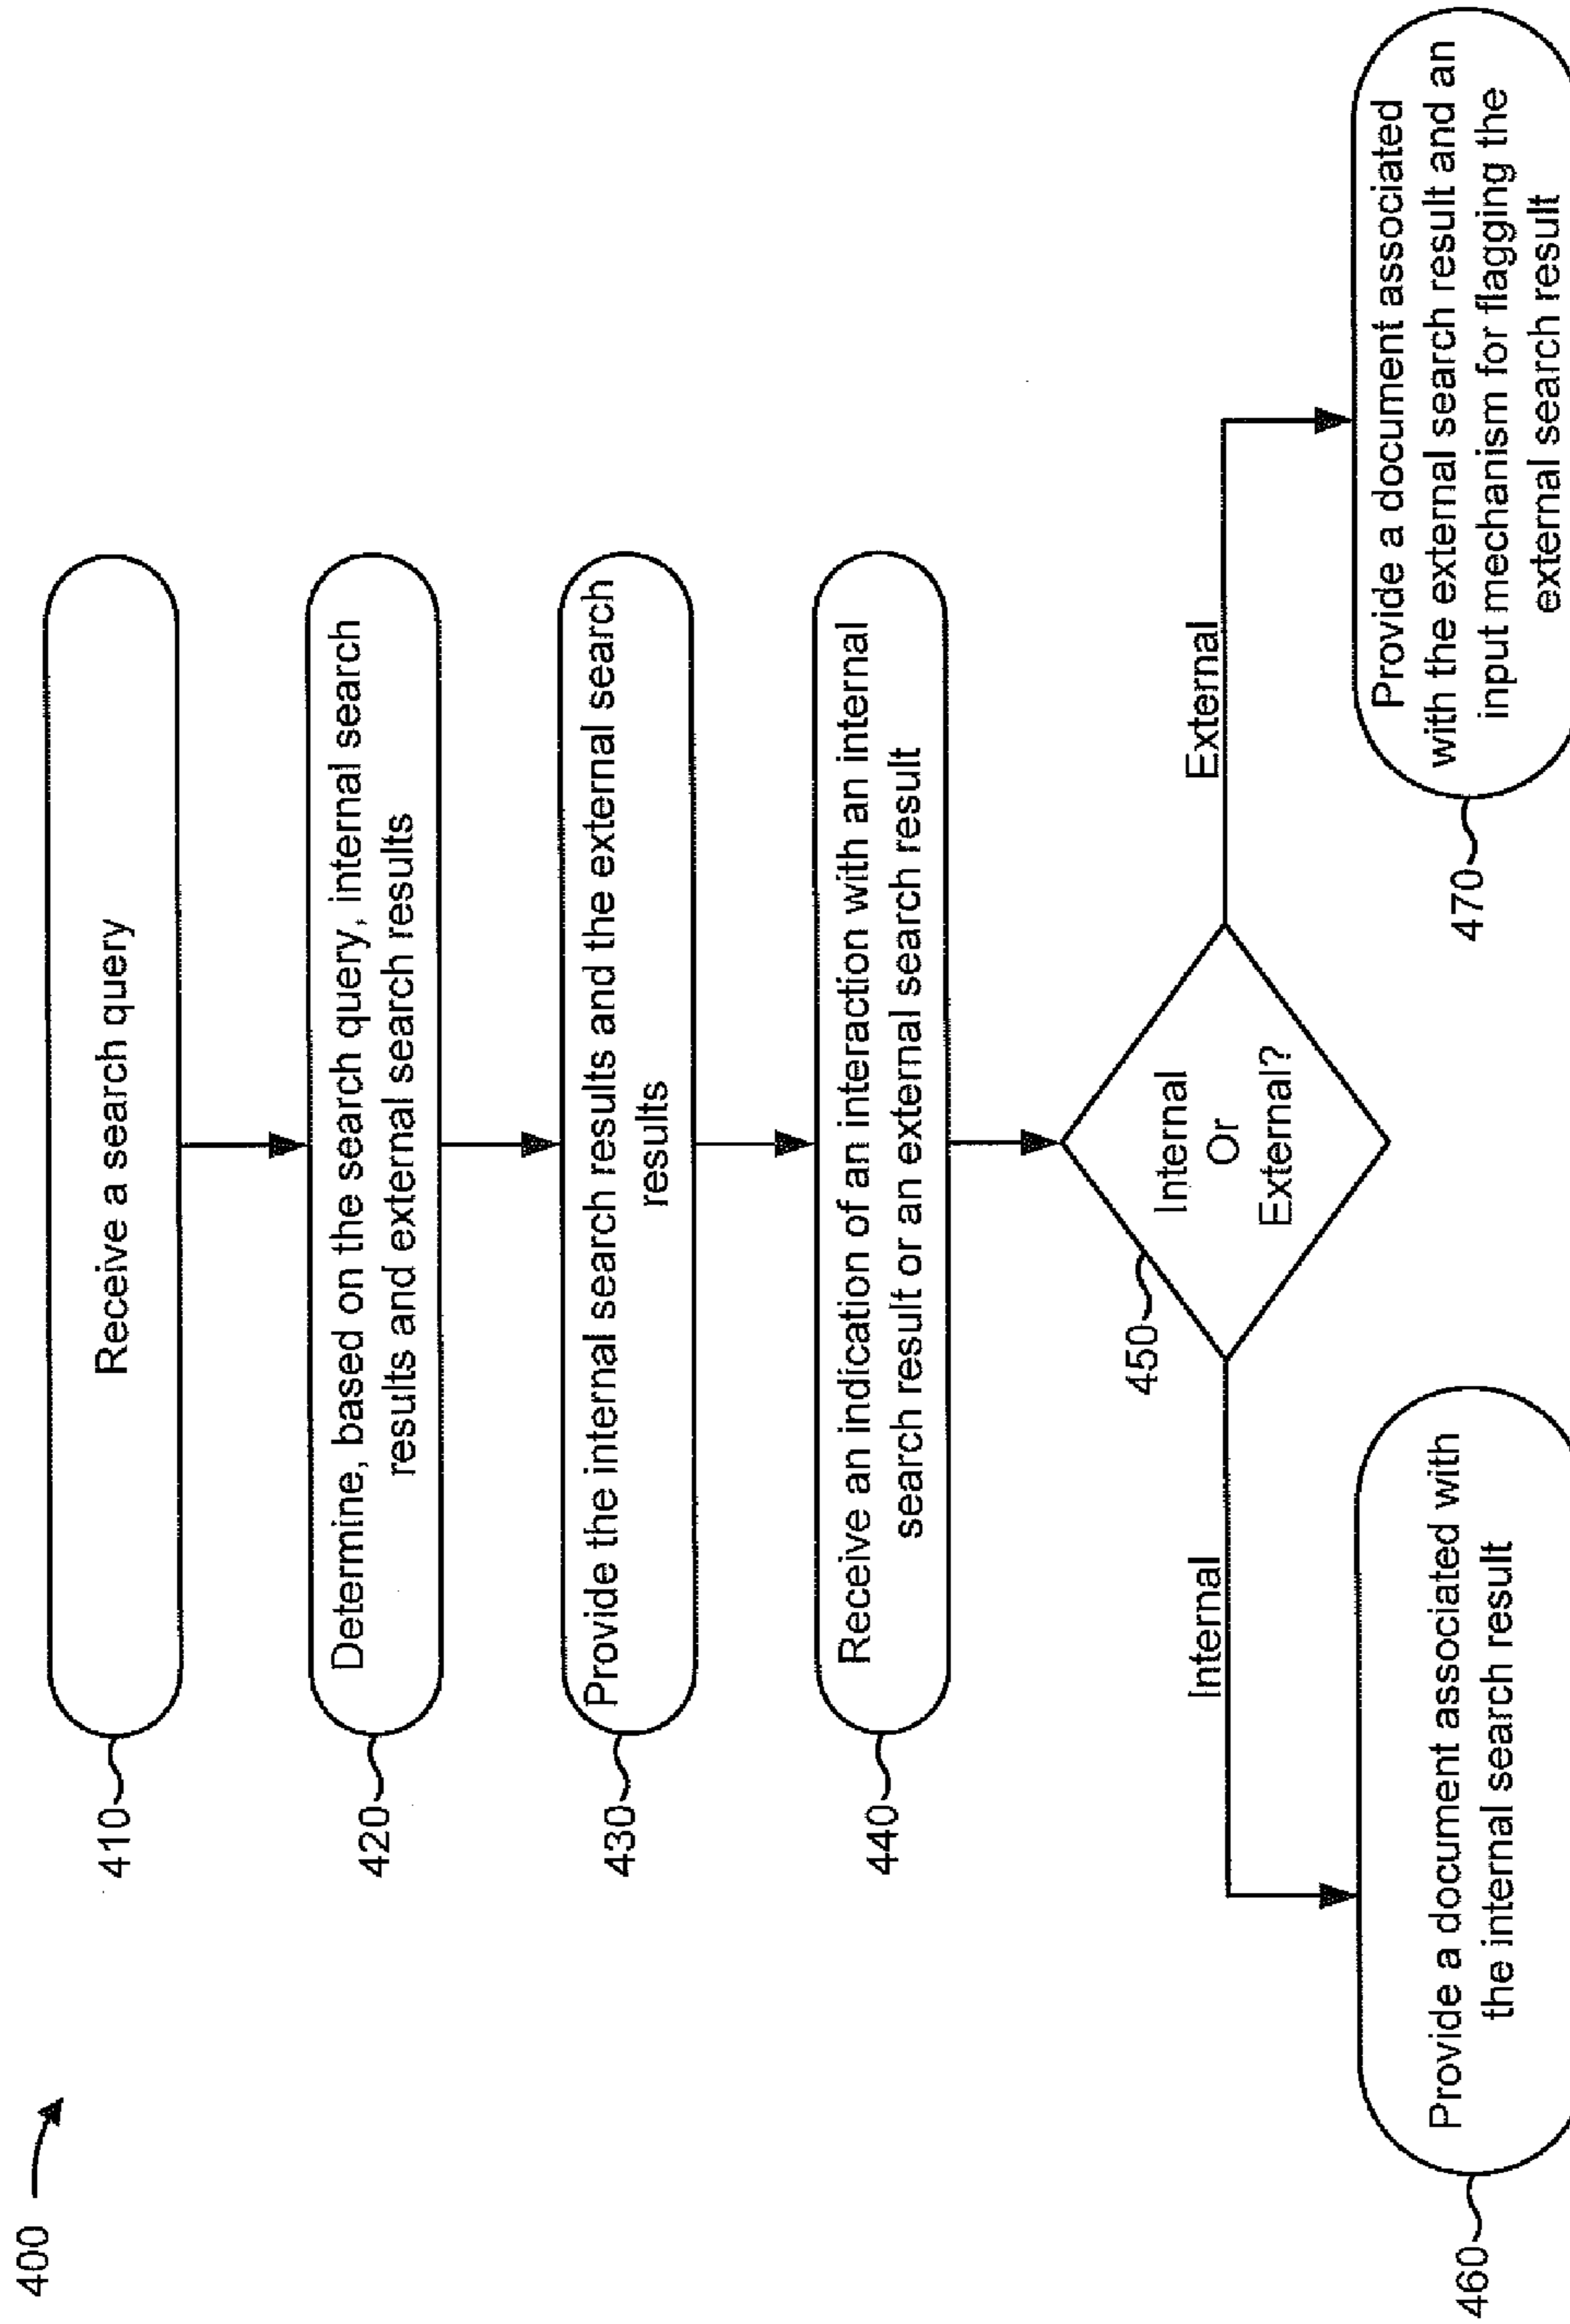 400
410
Receive a search query
420
Determine, based on the search query, internal search
results and external search results
430
Provide the internal search results and the external search
results
440
Receive an indication of an interaction with an internal
search result or an external search result
450
Internal
Or
External?
Internal
External
460
Provide a document associated with
the internal search result
470
Provide a document associated
with the external search result and an
input mechanism for flagging the
external search result